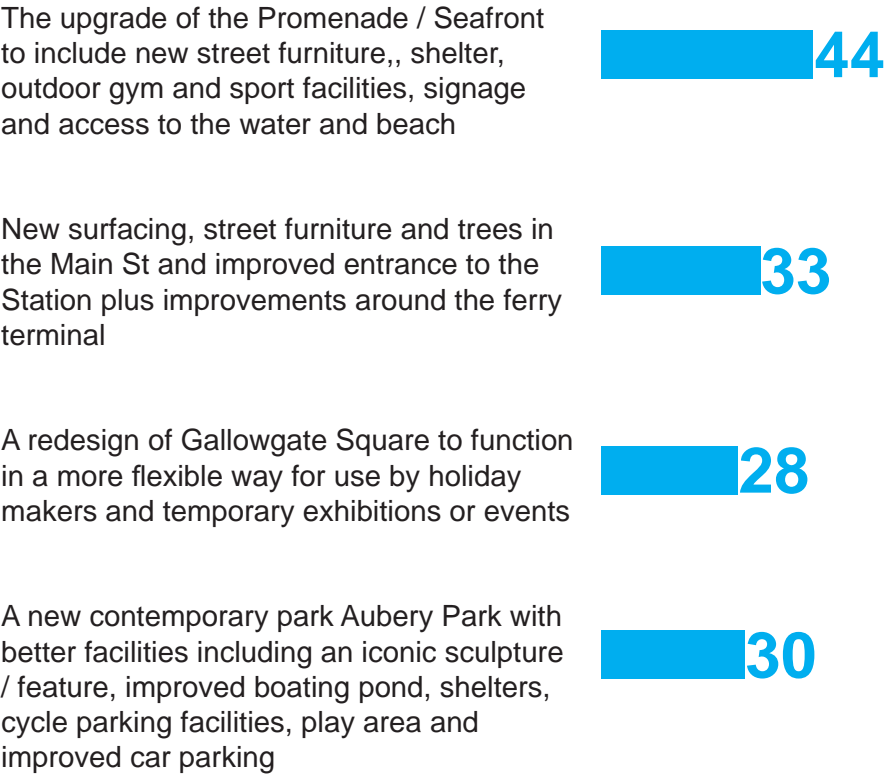 The upgrade of the Promenade / Seafront
to include new street furniture,, shelter,
outdoor gym and sport facilities, signage
and access to the water and beach
44
New surfacing, street furniture and trees in
the Main St and improved entrance to the
Station plus improvements around the ferry
terminal
33
A redesign of Gallowgate Square to function
in a more flexible way for use by holiday
makers and temporary exhibitions or events
28
A new contemporary park Aubery Park with
better facilities including an iconic sculpture
/ feature, improved boating pond, shelters,
cycle parking facilities, play area and
improved car parking
30